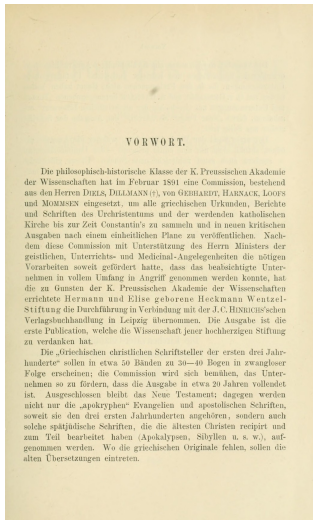 VORWORT.
Die philosophisch-historische Klasse der K. Preussischen Akademie
der Wissenschaften hat im Februar 1891 eine Commission, bestehend
aus den Herren DIELS, DILLMANN (†), VON GEBHARDT, HARNACK, LOOFS
und MOMMSEN eingesetzt, um alle griechischen Urkunden, Berichte
und Schriften des Urchristentums und der werdenden katholischen
Kirche bis zur Zeit Constantin's zu sammeln und in neuen kritischen
Ausgaben nach einem einheitlichen Plane zu veröffentlichen. Nach-
dem diese Commission mit Unterstützung des Herrn Ministers der
geistlichen, Unterrichts- und Medicinal-Angelegenheiten die nötigen
Vorarbeiten soweit gefördert hatte, dass das beabsichtigte Unter-
nehmen in vollem Umfang in Angriff genommen werden konnte, hat
die zu Gunsten der K. Preussischen Akademie der Wissenschaften
errichtete Hermann und Elise geborene Heckmann Wentzel-
Stiftung die Durchführung in Verbindung mit der J. C. HINRICHS'schen
Verlagsbuchhandlung in Leipzig übernommen. Die Ausgabe ist die
erste Publication, welche die Wissenschaft jener hochherzigen Stiftung
zu verdanken hat.
Die „Griechischen christlichen Schriftsteller der ersten drei Jahr-
hunderte“ sollen in etwa 50 Bänden zu 30—40 Bogen in zwangloser
Folge erscheinen; die Commission wird sich bemühen, das Unter-
nehmen so zu fördern, dass die Ausgabe in etwa 20 Jahren vollendet
ist. Ausgeschlossen bleibt das Neue Testament; dagegen werden
nicht nur die „apokryphen“ Evangelien und apostolischen Schriften,
soweit sie den ersten Jahrhunderten angehören, sondern auch
solche spätjüdische Schriften, die die ältesten Christen recipirt und
zum Teil bearbeitet haben (Apokalypsen, Sibyllen u. s. w.), auf-
genommen werden. Wo die griechischen Originale fehlen, sollen die
alten Übersetzungen eintreten.